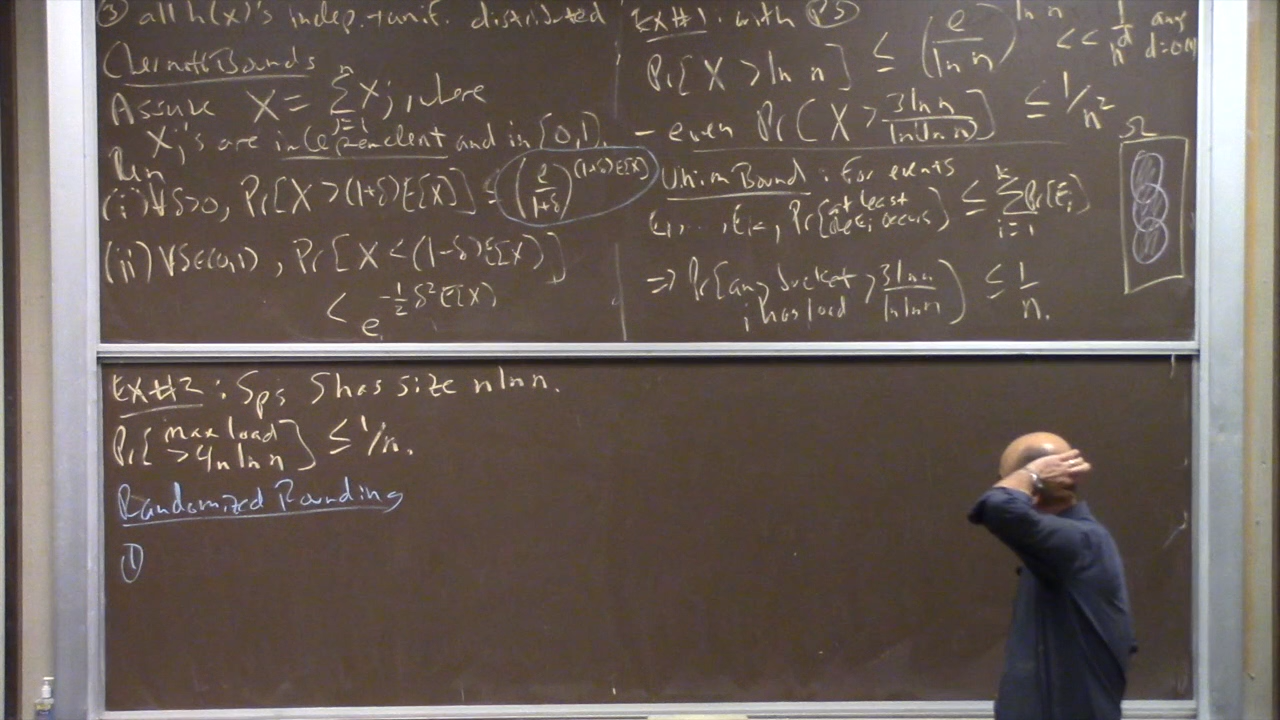 ③ all h(x)'s indep. + unif. distributed
Chernoff Bounds
Assume X = Σ_{j=1}^n X_j, where
X_j's are independent and in [0,1].
Then
(i) ∀δ>0, Pr[X > (1+δ)E[X]] ≤ (e/(1+δ))^{(1+δ)E[X]}
(ii) ∀δ∈(0,1), Pr[X < (1-δ)E[X]]
< e^{-1/2 δ²E[X]}
Ex#1: with
Pr[X > ln n] ≤ (e/ln n)^{ln n} << 1/n^d any
- even Pr[X > 3 ln n/ln(ln n)] ≤ 1/n²
Union Bound: For events
E_1, ..., E_k, Pr[at least one E_i occurs] ≤ Σ_{i=1}^k Pr[E_i]
Ω
⇒ Pr[any bucket i has load > 3 ln n/ln ln n] ≤ 1/n.
Ex#2: Sps S has size n ln n.
Pr[max load > 4 ln n] ≤ 1/n.
Randomized Rounding
①